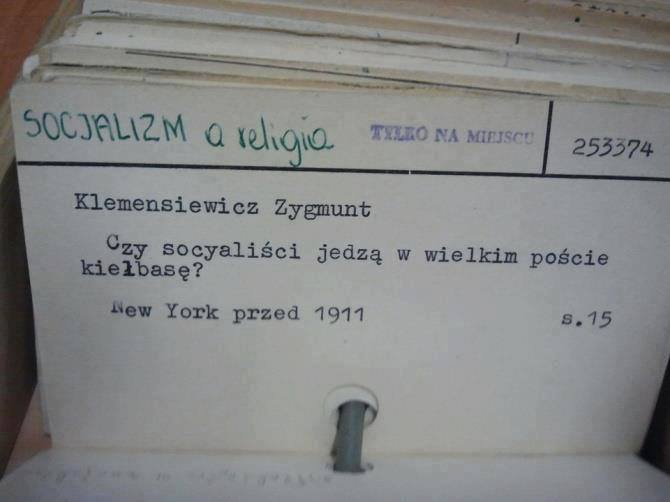 SOCJALIZM a religia
TYLKO NA MIEJSCU
253374
Klemensiewicz Zygmunt
Czy socyaliści jedzą w wielkim poście
kiełbasę?
New York przed 1911
s.15